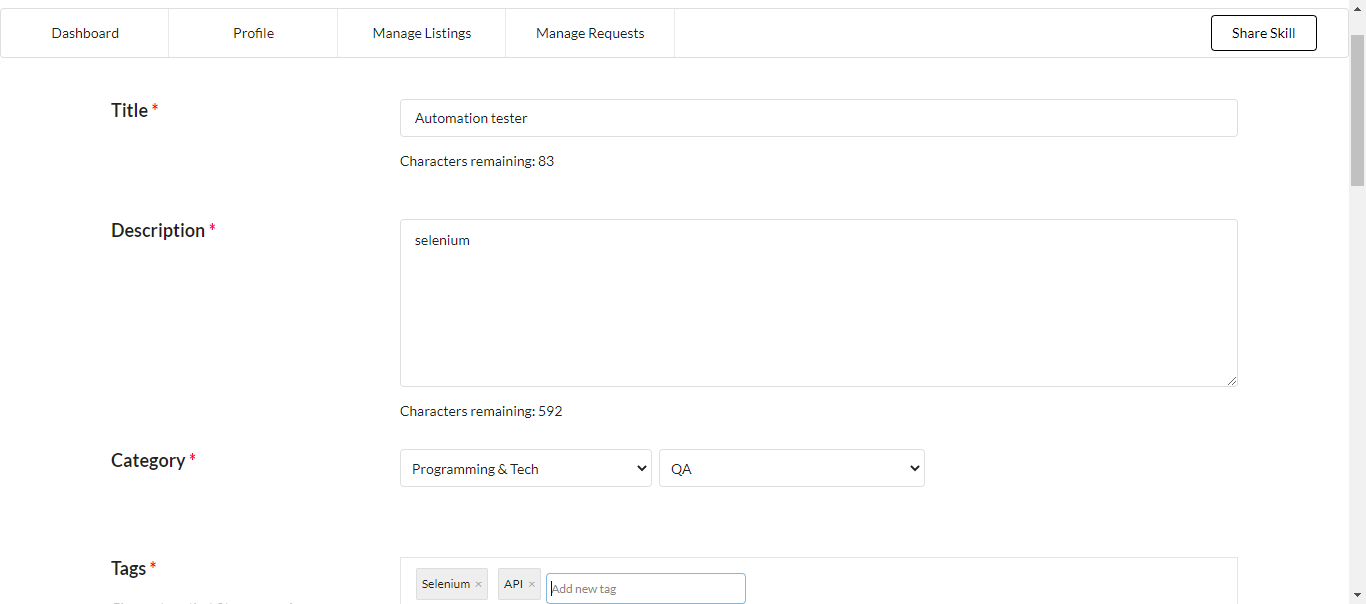 Dashboard Profile Manage Listings Manage Requests Share Skill
Title *
Automation tester
Characters remaining: 83
Description *
selenium
Characters remaining: 592
Category *
Programming & Tech QA
Tags *
Selenium × API × Add new tag